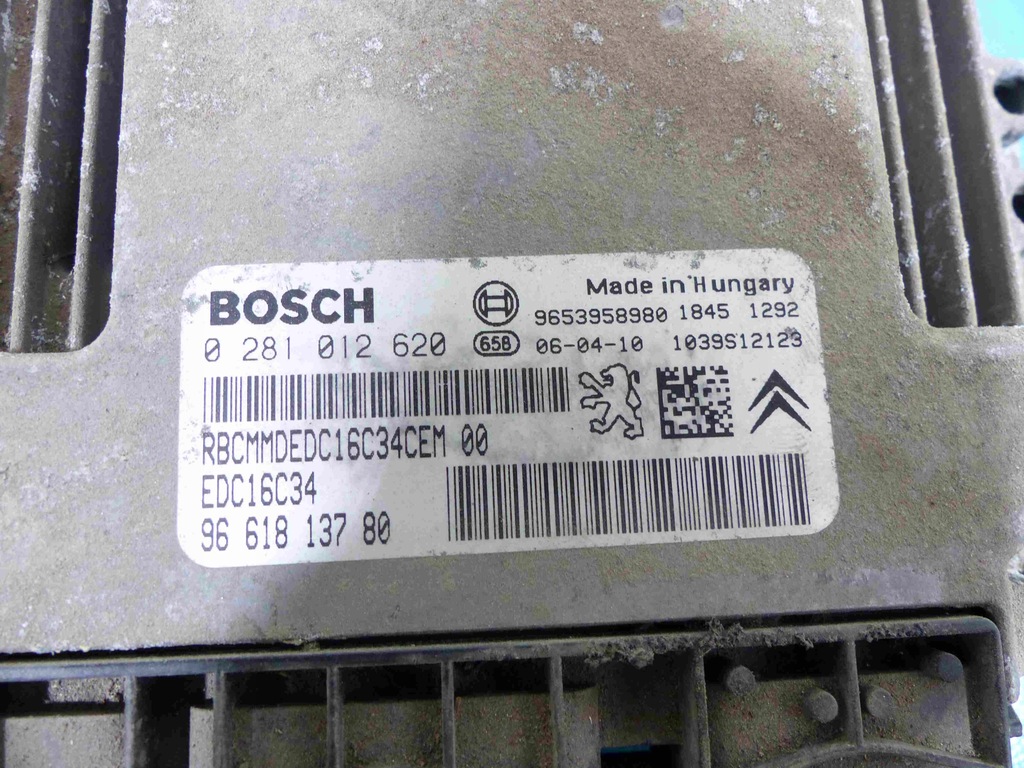 BOSCH
Made in Hungary
9653958980 1845 1292
0 281 012 620
65B 06-04-10 1039S12123
RBCMMDEDC16C34CEM 00
EDC16C34
96 618 137 80